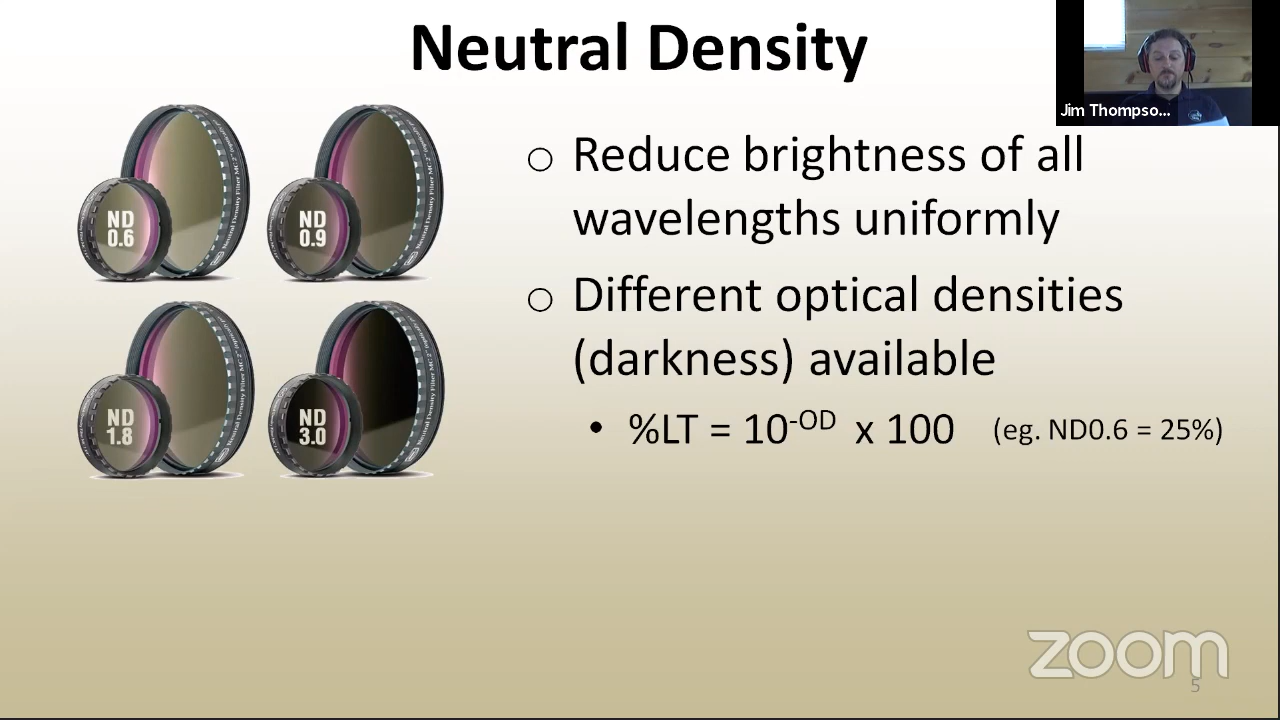 Neutral Density
Jim Thompso...
ND
0.6
ND
0.9
ND
1.8
ND
3.0
○ Reduce brightness of all
wavelengths uniformly
○ Different optical densities
(darkness) available
• %LT = 10^-OD x 100 (eg. ND0.6 = 25%)
zoom
5